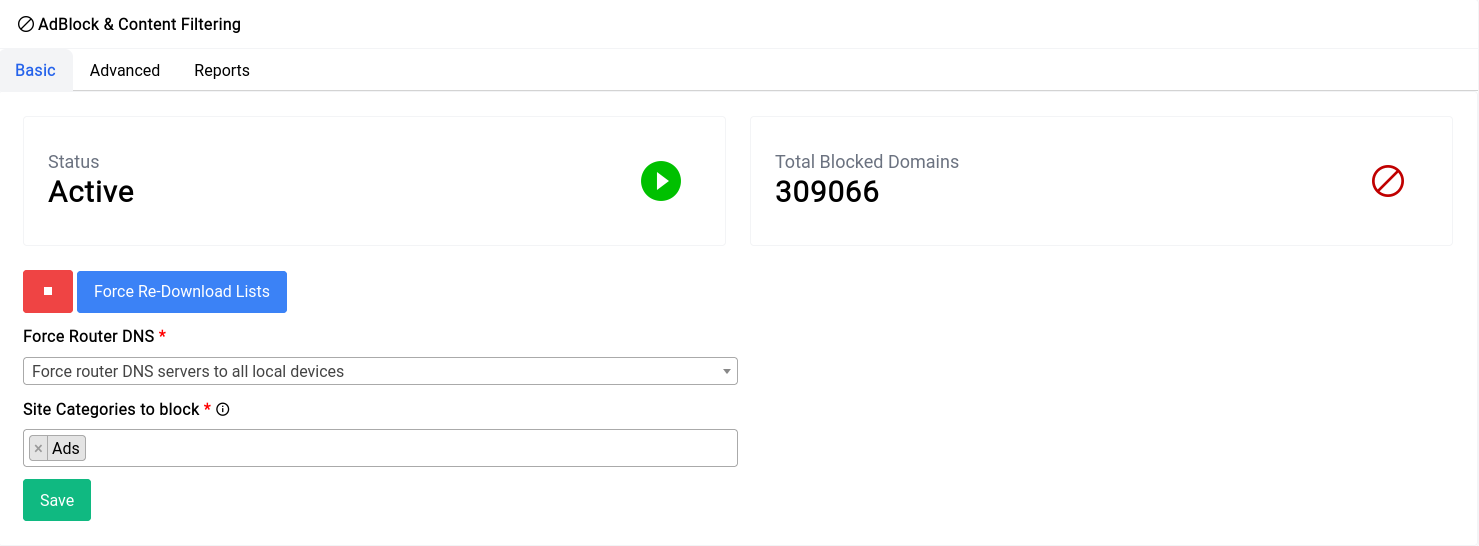 AdBlock & Content Filtering
Basic Advanced Reports
Status
Active
Total Blocked Domains
309066
Force Re-Download Lists
Force Router DNS *
Force router DNS servers to all local devices
Site Categories to block *
× Ads
Save